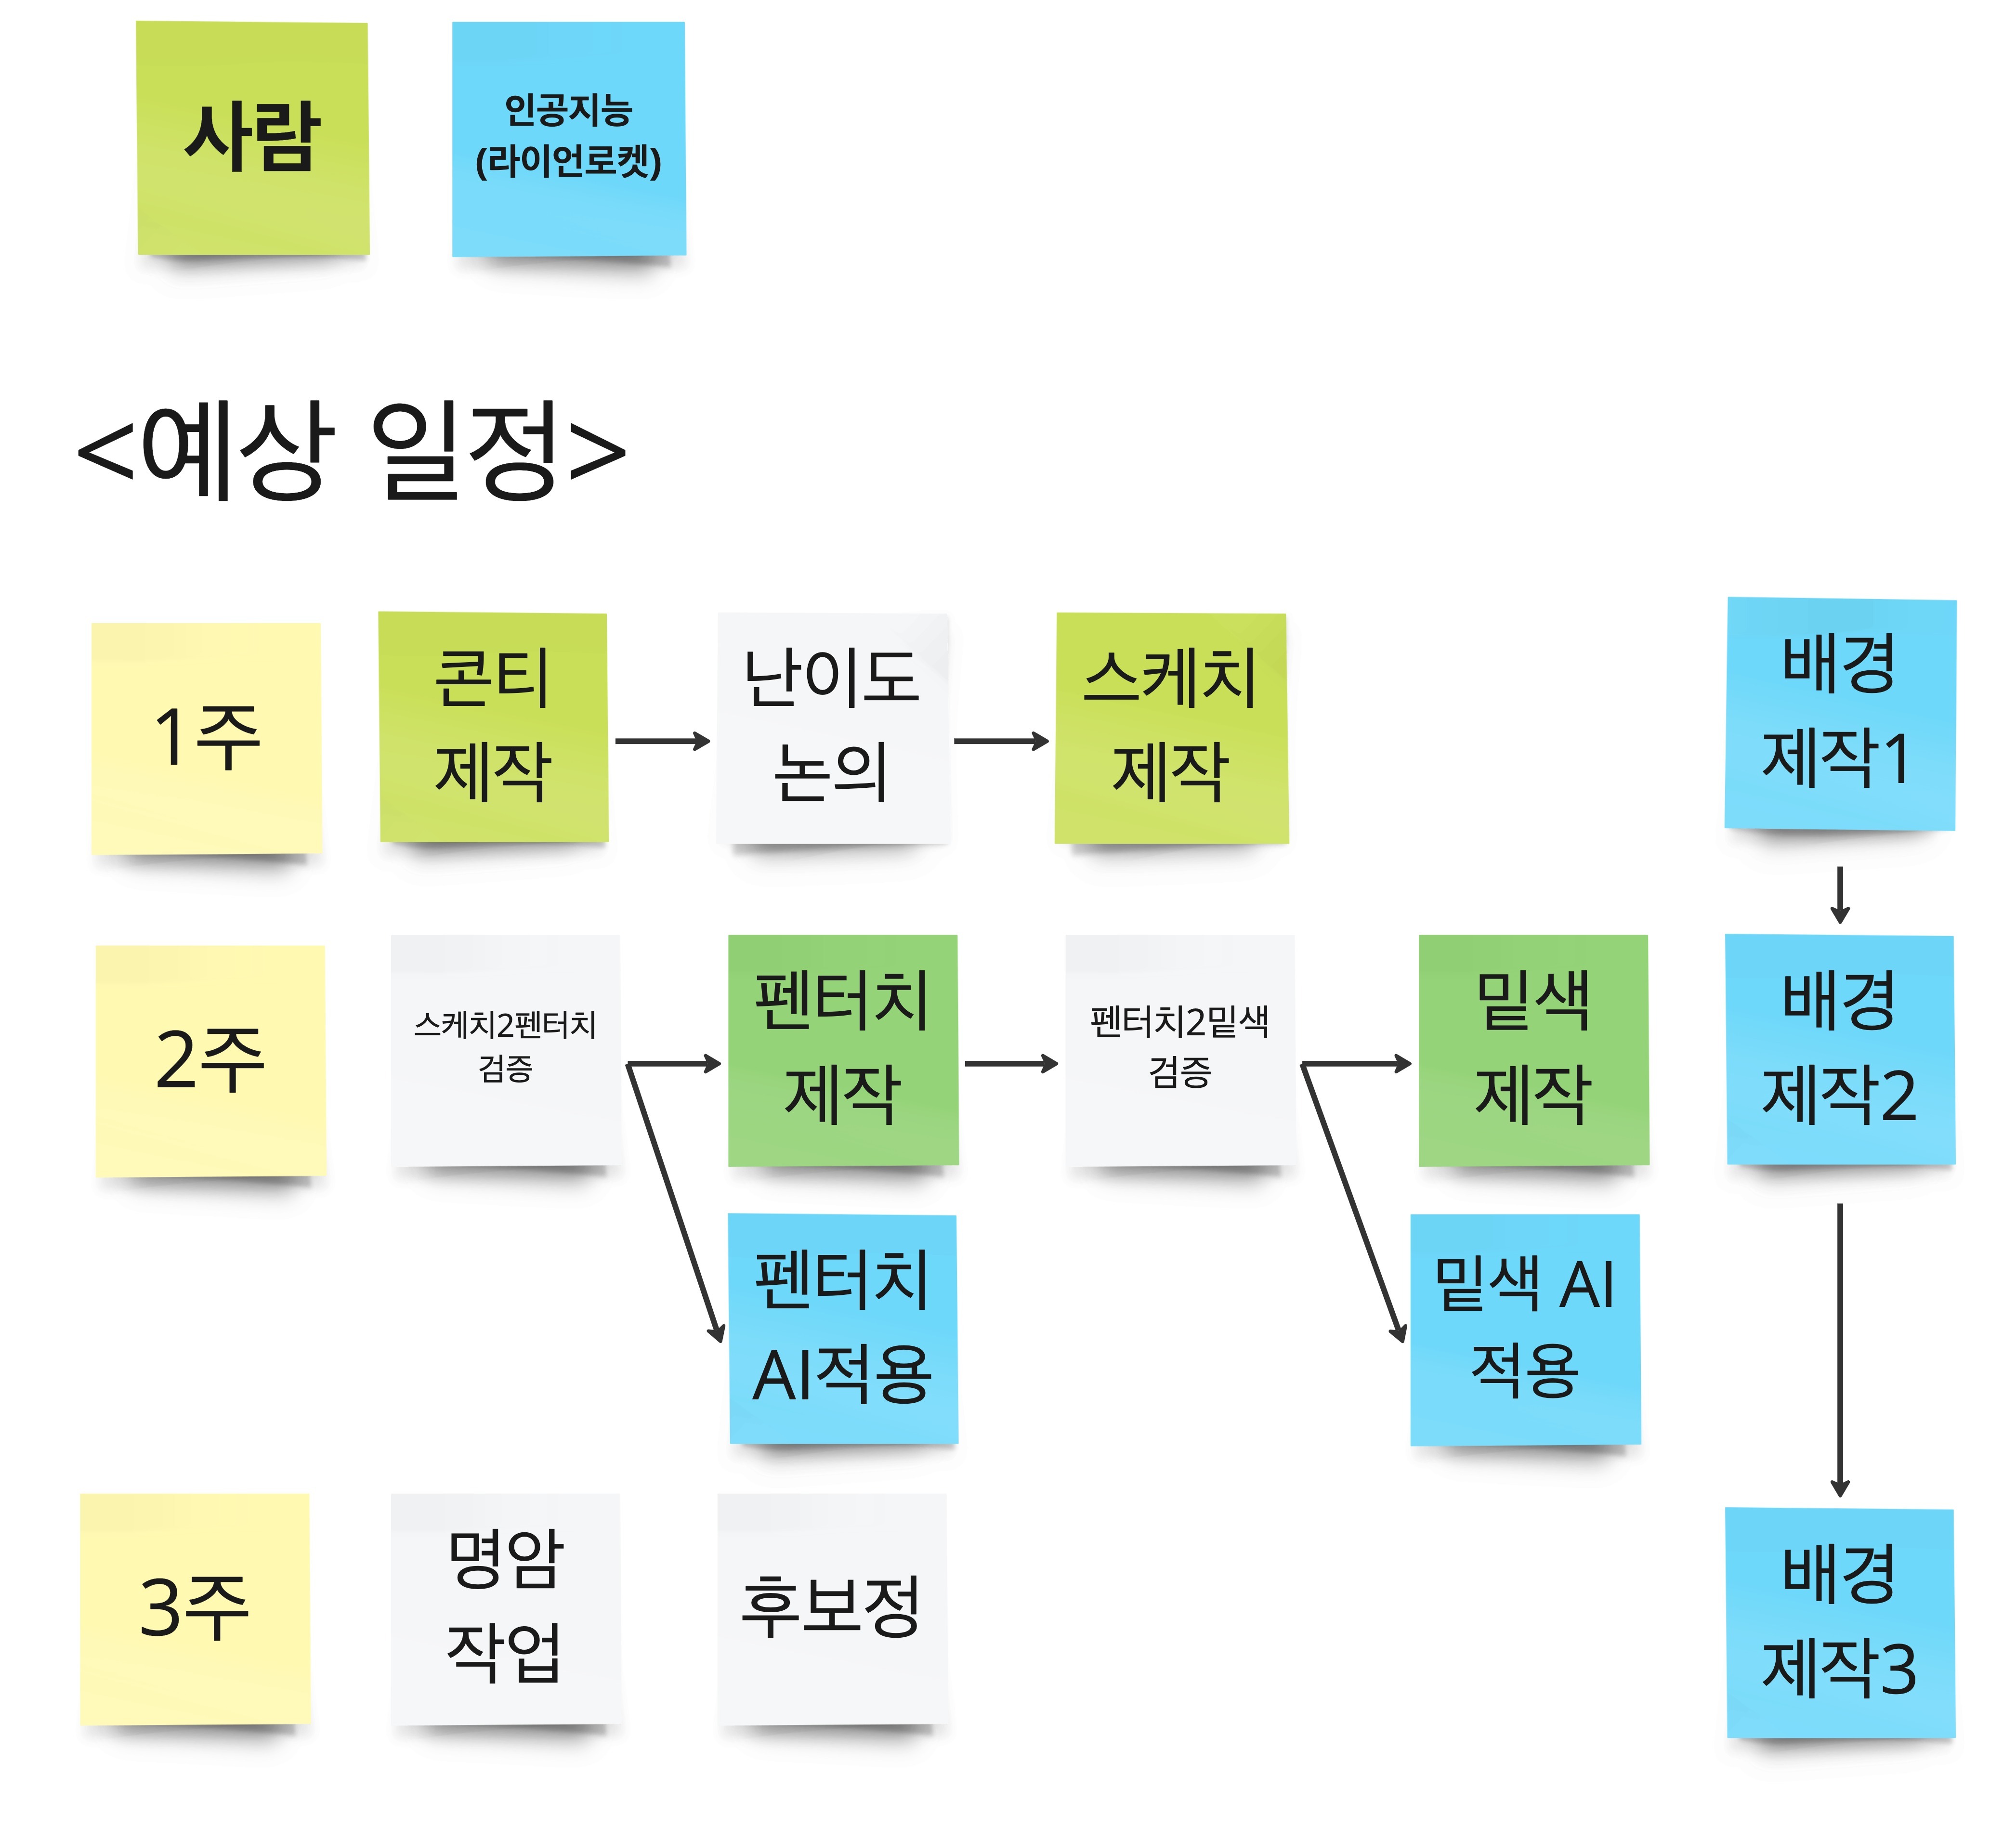 사람
인공지능
(라이언로켓)
<예상 일정>
1주
콘티
제작
난이도
논의
스케치
제작
배경
제작1
2주
스케치2펜터치
검증
펜터치
제작
펜터치2밑색
검증
밑색
제작
배경
제작2
펜터치
AI적용
밑색 AI
적용
3주
명암
작업
후보정
배경
제작3